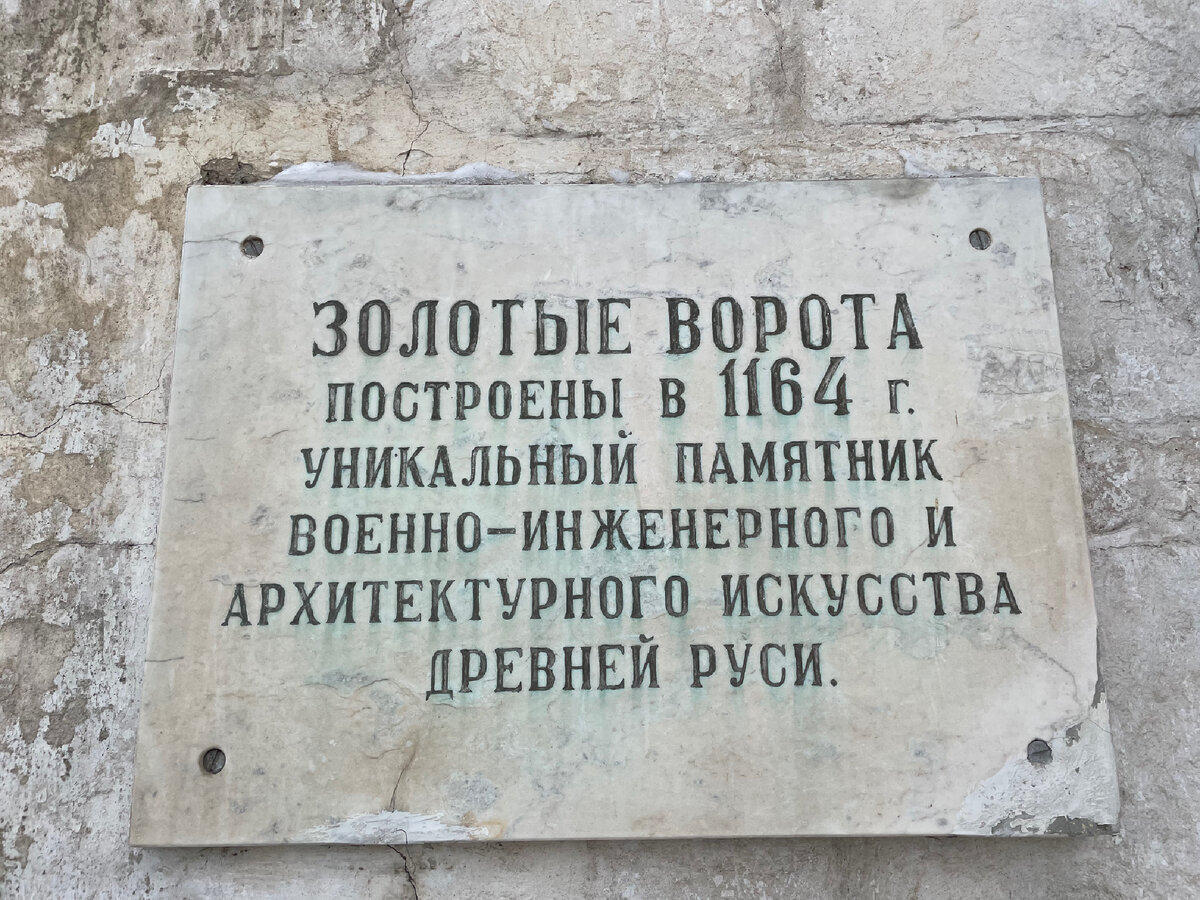 ЗОЛОТЫЕ ВОРОТА
ПОСТРОЕНЫ В 1164 Г.
УНИКАЛЬНЫЙ ПАМЯТНИК
ВОЕННО-ИНЖЕНЕРНОГО И
АРХИТЕКТУРНОГО ИСКУССТВА
ДРЕВНЕЙ РУСИ.